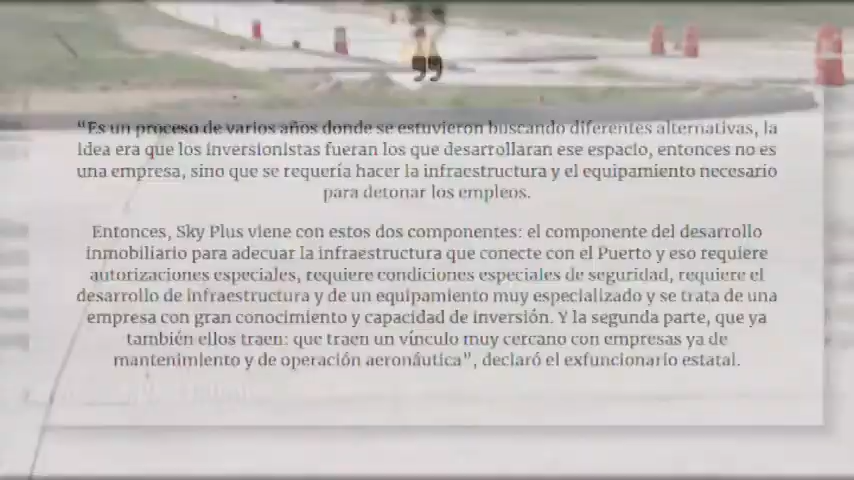 ”
“Es un proceso de varios años donde se estuvieron buscando diferentes alternativas, la
idea era que los inversionistas fueran los que desarrollaran ese espacio, entonces no es
una empresa, sino que se requería hacer la infraestructura y el equipamiento necesario
para detonar los empleos.
Entonces, Sky Plus viene con estos dos componentes: el componente del desarrollo
inmobiliario para adecuar la infraestructura que conecte con el Puerto y eso requiere
autorizaciones especiales, requiere condiciones especiales de seguridad, requiere el
desarrollo de infraestructura y de un equipamiento muy especializado y se trata de una
empresa con gran conocimiento y capacidad de inversión. Y la segunda parte, que ya
también ellos traen: que traen un vínculo muy cercano con empresas ya de
mantenimiento y de operación aeronáutica”, declaró el exfuncionario estatal.